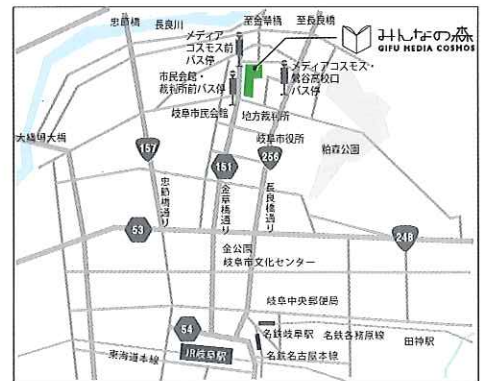 忠節橋
長良川
至金華橋
至長良橋
メディア
コスモス前
バス停
みんなの森
GIFU MEDIA COSMOS
メディアコスモス・
鶯谷高校口
バス停
市民会館・
裁判所前バス停
岐阜市民会館
地方裁判所
大縄場大橋
岐阜市役所
粕森公園
157
151
256
忠節橋通り
金華橋通り
長良橋通り
53
248
金公園
岐阜市文化センター
岐阜中央郵便局
54
名鉄岐阜駅
名鉄各務原線
田神駅
JR岐阜駅
東海道本線
名鉄名古屋本線